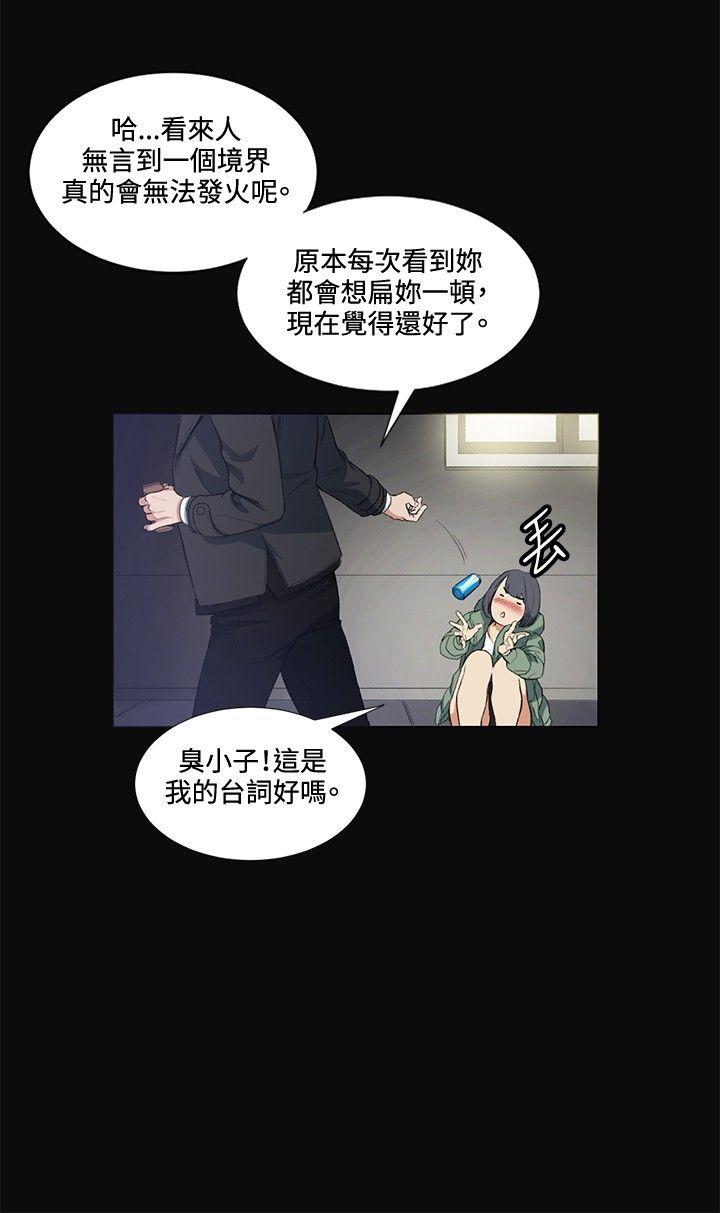 哈...看來人
無言到一個境界
真的會無法發火呢。
原本每次看到妳
都會想扁妳一頓，
現在覺得還好了。
丟
臭小子!這是
我的台詞好嗎。